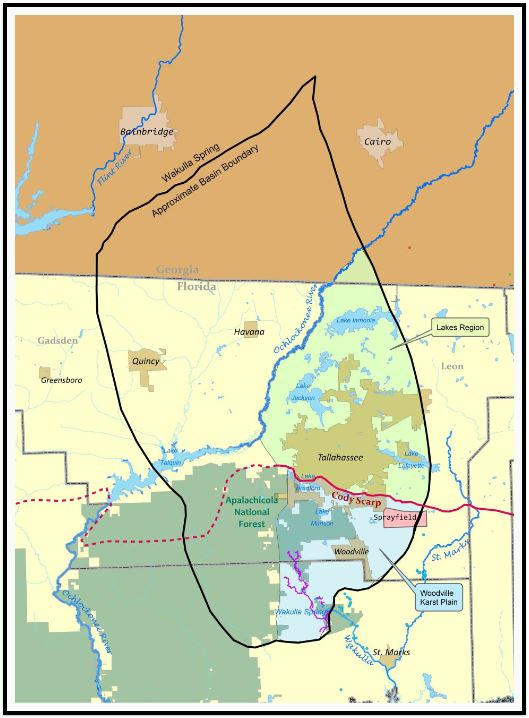 Bainbridge
Cairo
Flint River
Wakulla Spring
Approximate Basin Boundary
Georgia
Florida
Ochlockonee River
Lake Iamonia
Lakes Region
Havana
Gadsden
Quincy
Leon
Greensboro
Lake
Jackson
Tallahassee
Lake
Talquin
Lake
Lafayette
Lake
Bradford
Apalachicola
National
Forest
Cody Scarp
Lake
Munson
Sprayfield
Woodville
St. Marks
Ochlockonee River
Woodville
Karst Plain
Wakulla Spring
Wakulla
St. Marks